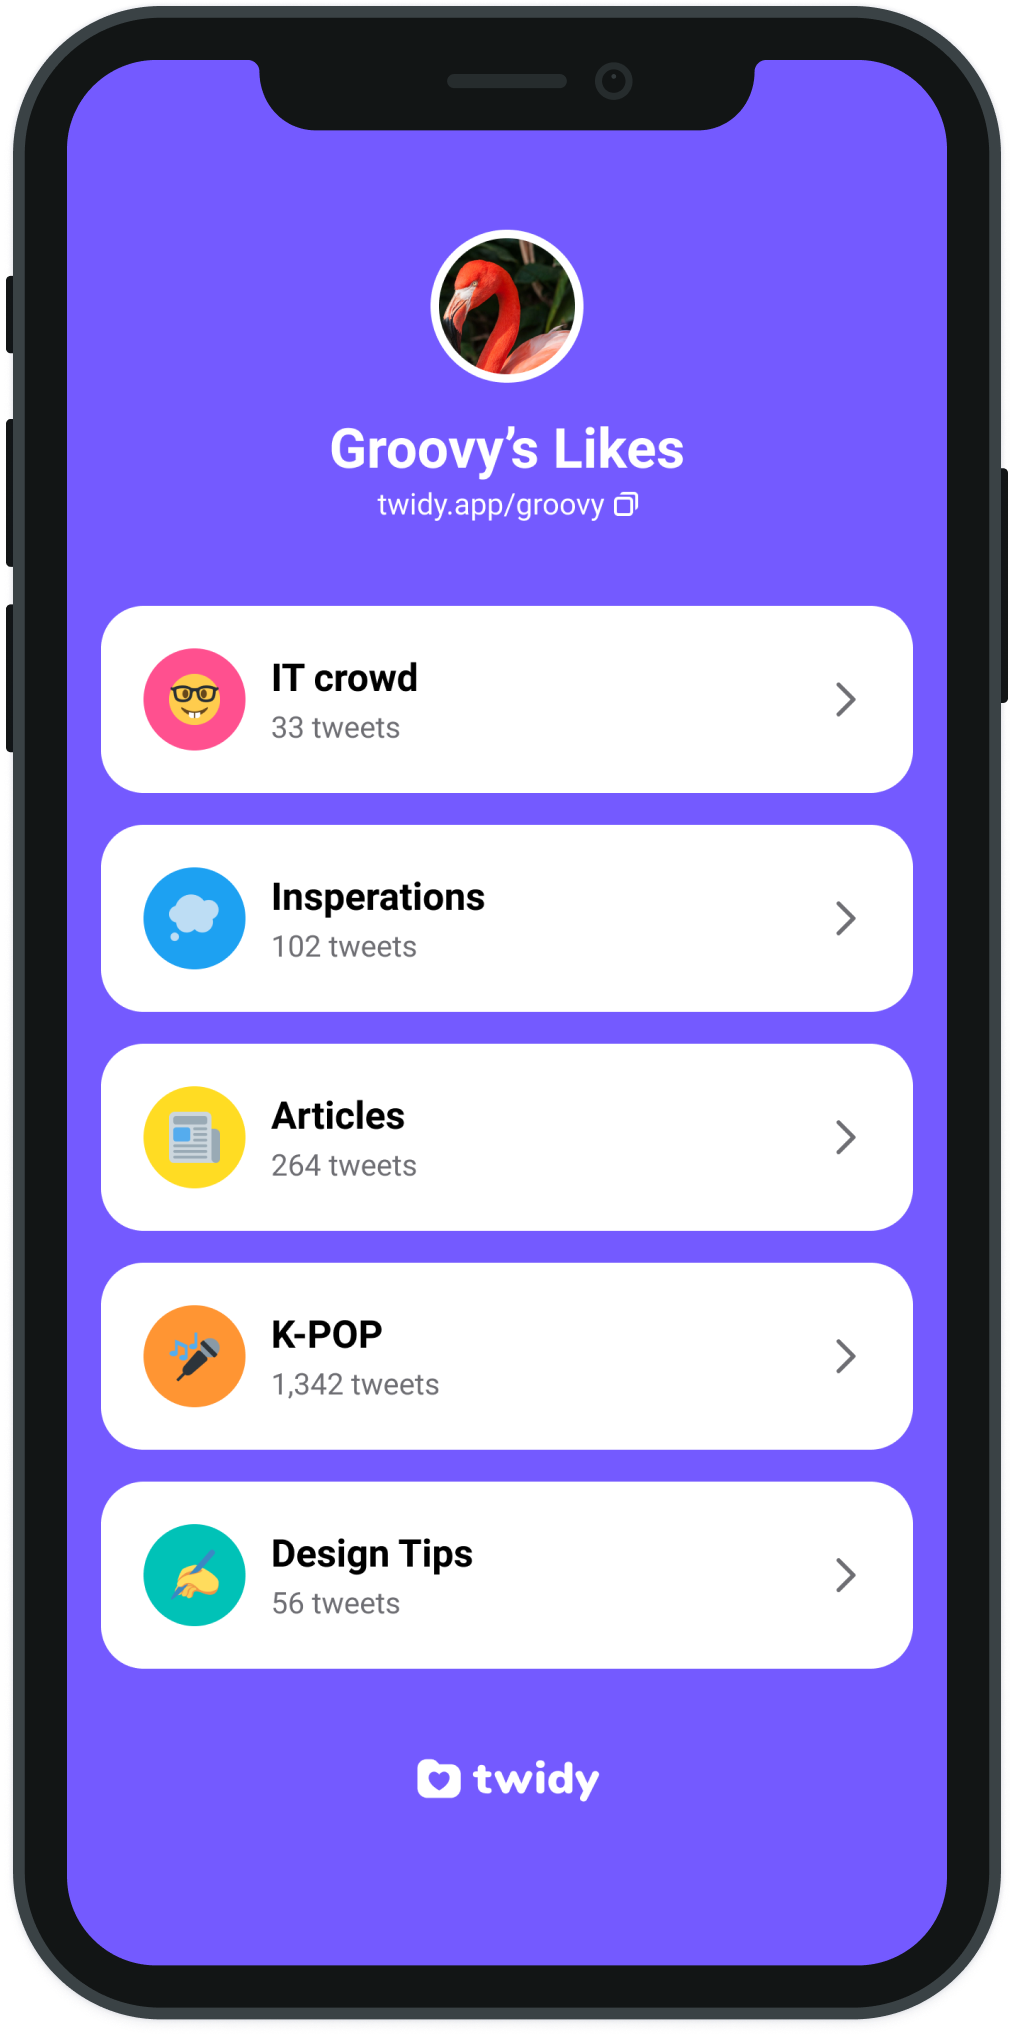 Groovy’s Likes
twidy.app/groovy
IT crowd
33 tweets
Insperations
102 tweets
Articles
264 tweets
K-POP
1,342 tweets
Design Tips
56 tweets
twidy